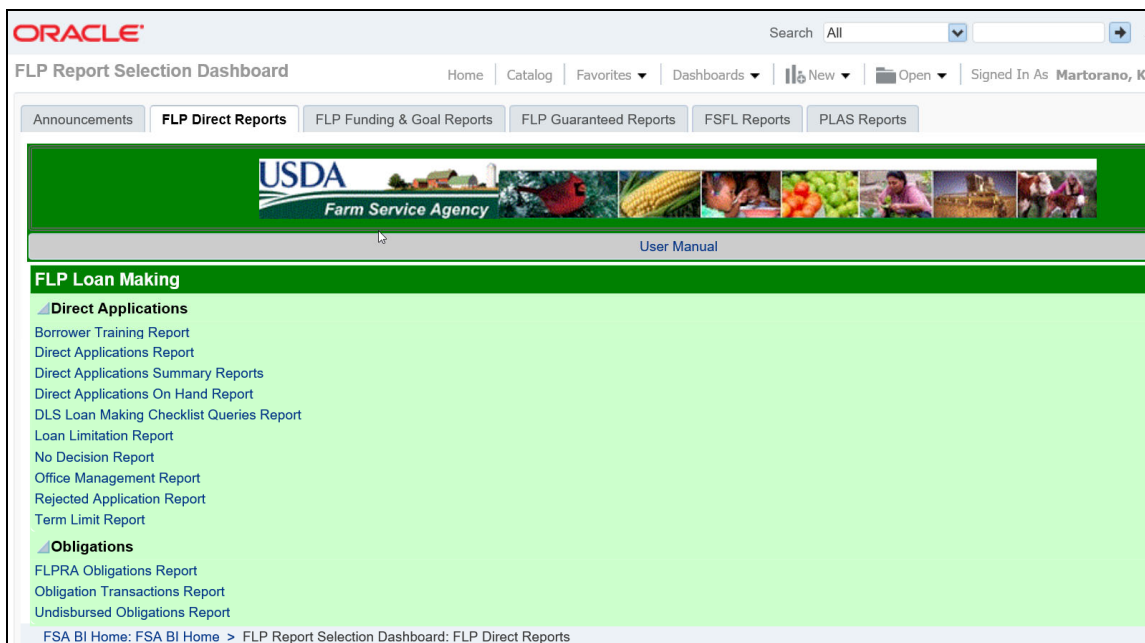 ORACLE
Search All
FLP Report Selection Dashboard
Home Catalog Favorites Dashboards New Open Signed In As Martorano, K
Announcements FLP Direct Reports FLP Funding & Goal Reports FLP Guaranteed Reports FSFL Reports PLAS Reports
USDA
Farm Service Agency
User Manual
FLP Loan Making
Direct Applications
Borrower Training Report
Direct Applications Report
Direct Applications Summary Reports
Direct Applications On Hand Report
DLS Loan Making Checklist Queries Report
Loan Limitation Report
No Decision Report
Office Management Report
Rejected Application Report
Term Limit Report
Obligations
FLPRA Obligations Report
Obligation Transactions Report
Undisbursed Obligations Report
FSA BI Home: FSA BI Home > FLP Report Selection Dashboard: FLP Direct Reports